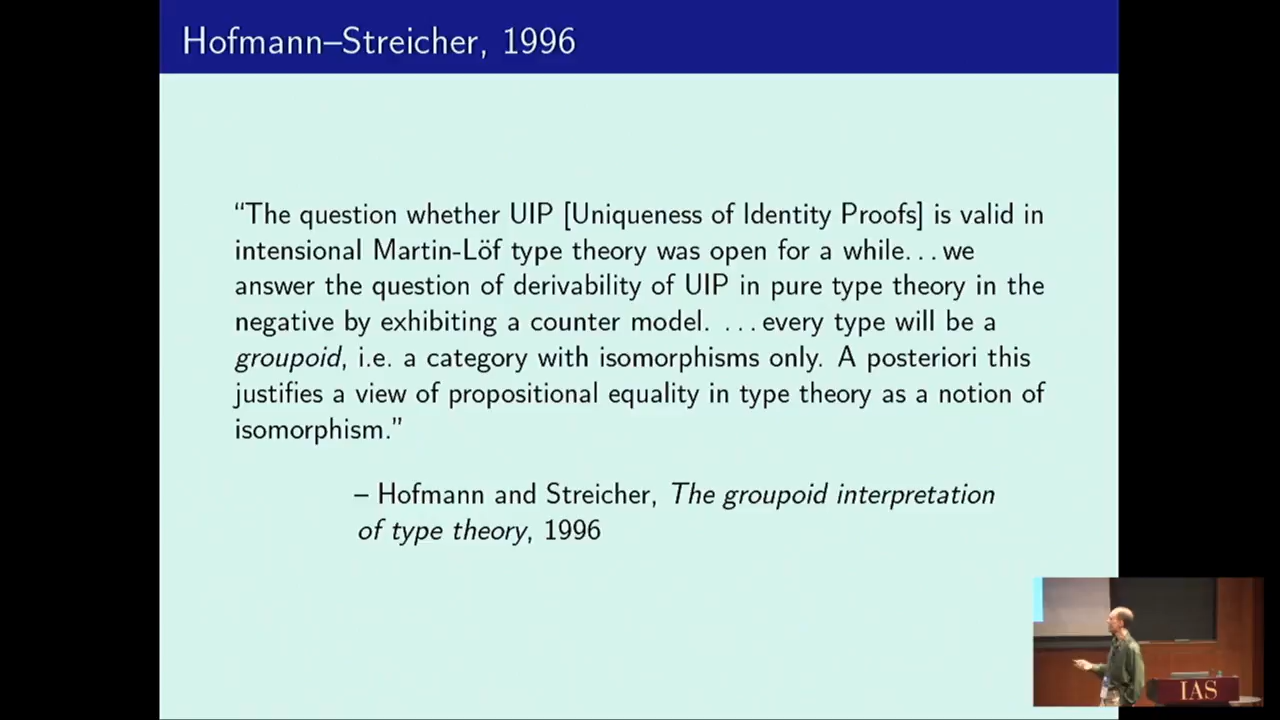 Hofmann–Streicher, 1996
“The question whether UIP [Uniqueness of Identity Proofs] is valid in
intensional Martin-Löf type theory was open for a while. . . we
answer the question of derivability of UIP in pure type theory in the
negative by exhibiting a counter model. . . . every type will be a
groupoid, i.e. a category with isomorphisms only. A posteriori this
justifies a view of propositional equality in type theory as a notion of
isomorphism.”
– Hofmann and Streicher, The groupoid interpretation
of type theory, 1996
IAS